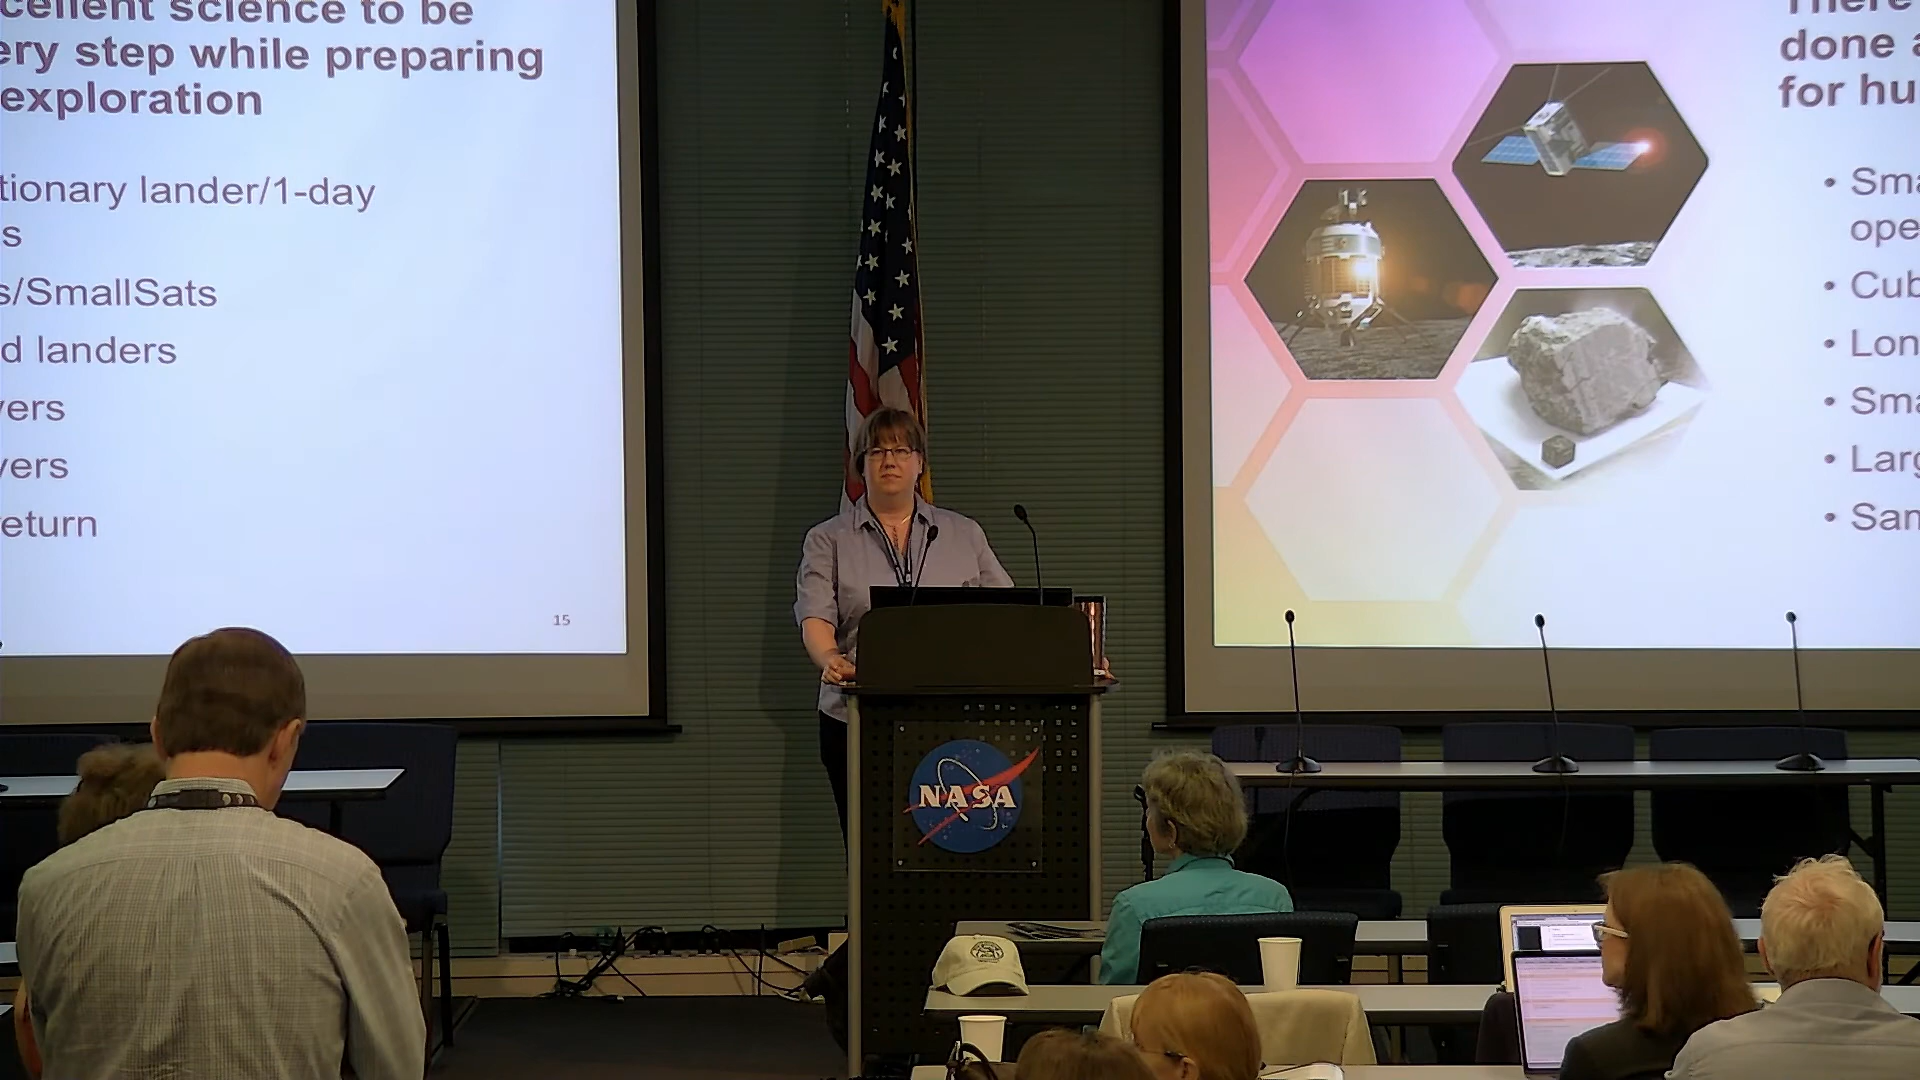 cellent science to be
ery step while preparing
exploration
tionary lander/1-day
s
s/SmallSats
d landers
vers
yers
eturn
15
There
done a
for hu
• Sma
ope
• Cub
• Lon
• Sma
• Larg
• San
NASA